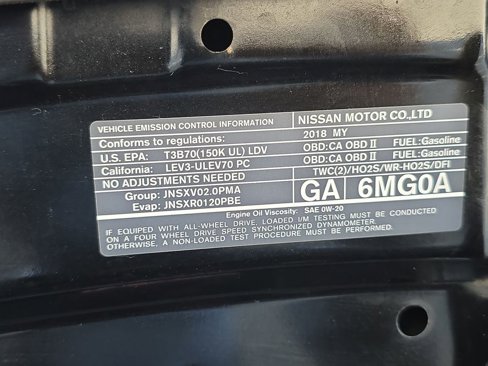 VEHICLE EMISSION CONTROL INFORMATION NISSAN MOTOR CO.,LTD
Conforms to regulations: 2018 MY
U.S. EPA: T3B70(150K UL) LDV OBD:CA OBD II FUEL:Gasoline
California: LEV3-ULEV70 PC OBD:CA OBD II FUEL:Gasoline
NO ADJUSTMENTS NEEDED TWC(2)/HO2S/WR-HO2S/DFI
Group: JNSXV02.0PMA GA 6MG0A
Evap: JNSXR0120PBE
Engine Oil Viscosity: SAE 0W-20
IF EQUIPPED WITH ALL-WHEEL DRIVE, LOADED I/M TESTING MUST BE CONDUCTED
ON A FOUR WHEEL DRIVE SPEED SYNCHRONIZED DYNAMOMETER.
OTHERWISE, A NON-LOADED TEST PROCEDURE MUST BE UTILIZED.